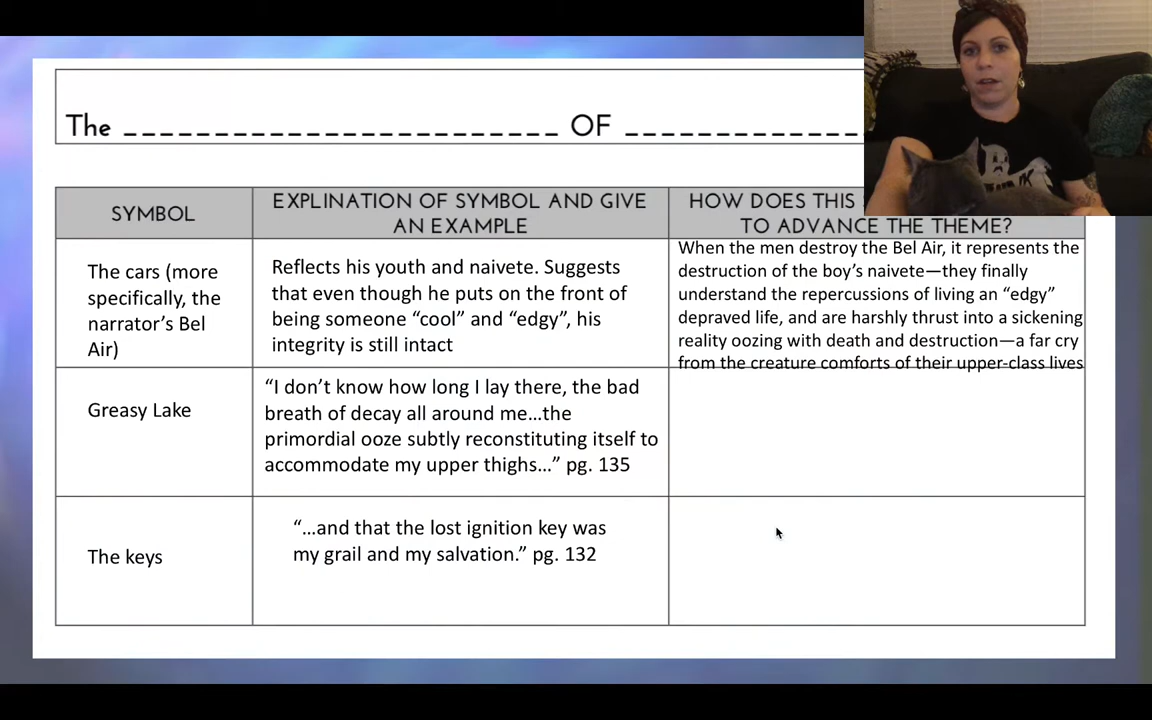 The _ _ _ _ _ _ _ _ _ _ _ _ _ _ _ _ _ _ _ _ _ _ _ _ OF _ _ _ _ _ _ _ _ _ _ _ _ _
SYMBOL
EXPLINATION OF SYMBOL AND GIVE
AN EXAMPLE
HOW DOES THIS
TO ADVANCE THE THEME?
The cars (more
specifically, the
narrator’s Bel
Air)
Reflects his youth and naivete. Suggests
that even though he puts on the front of
being someone “cool” and “edgy”, his
integrity is still intact
When the men destroy the Bel Air, it represents the
destruction of the boy’s naivete—they finally
understand the repercussions of living an “edgy”
depraved life, and are harshly thrust into a sickening
reality oozing with death and destruction—a far cry
from the creature comforts of their upper-class lives
Greasy Lake
“I don’t know how long I lay there, the bad
breath of decay all around me…the
primordial ooze subtly reconstituting itself to
accommodate my upper thighs…” pg. 135
The keys
“…and that the lost ignition key was
my grail and my salvation.” pg. 132